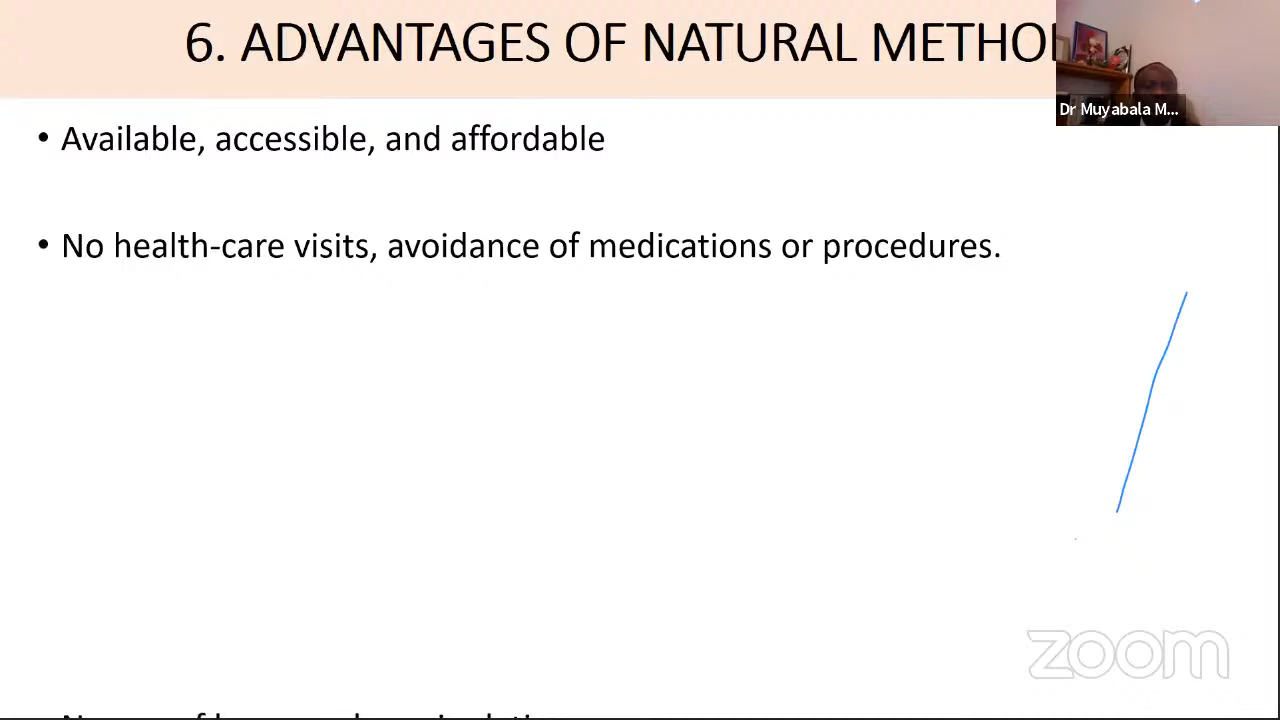 6. ADVANTAGES OF NATURAL METHO
Dr Muyabala M...
• Available, accessible, and affordable
• No health-care visits, avoidance of medications or procedures.
zoom